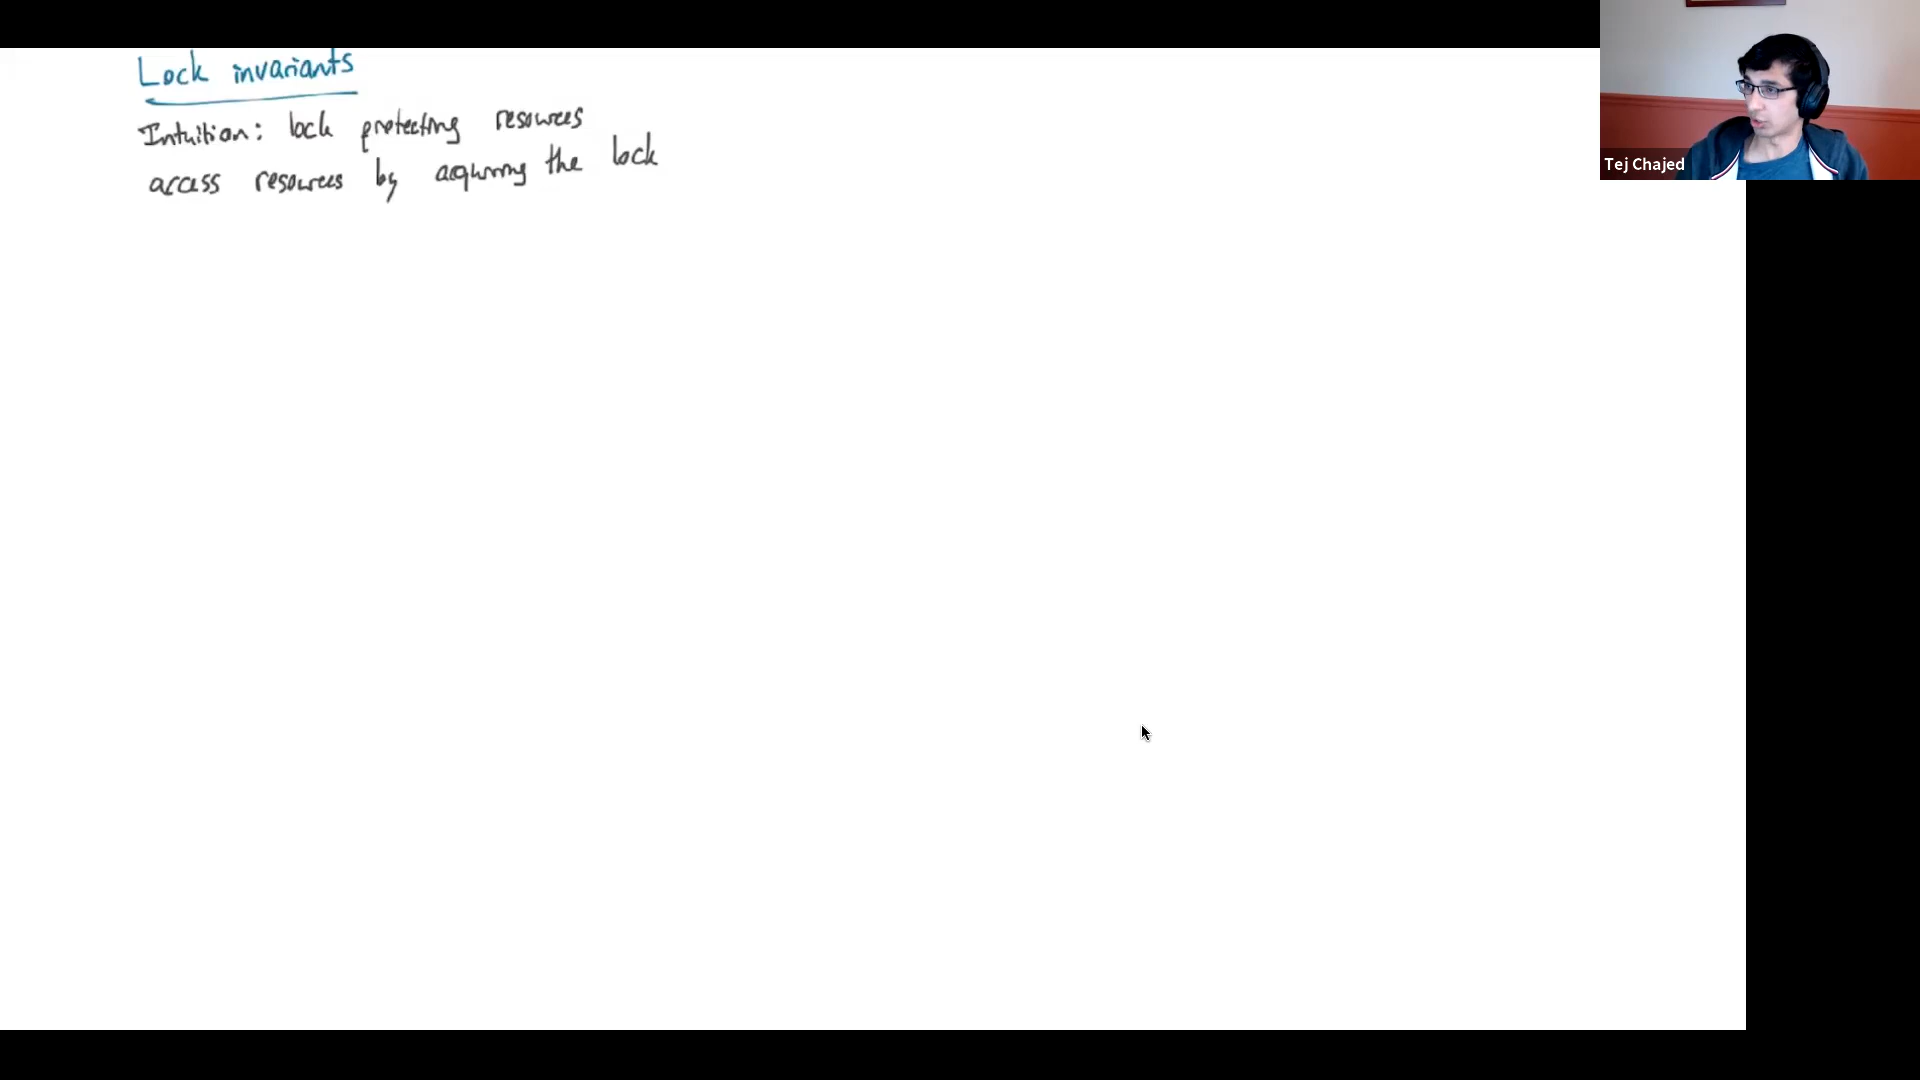 Lock invariants
Intuition: lock protecting resources
access resources by acquiring the lock
Tej Chajed